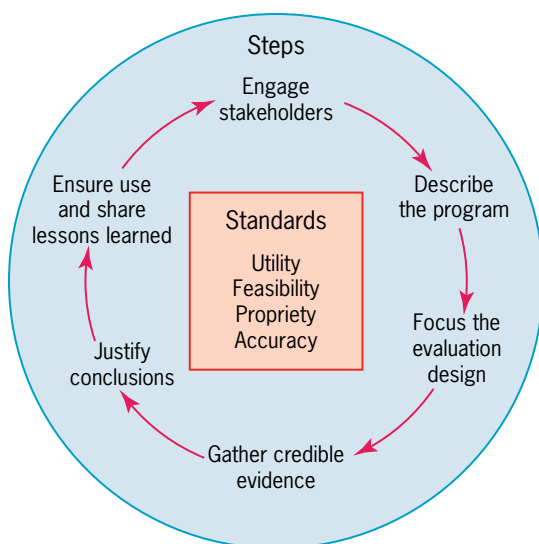 Steps
Engage
stakeholders
Describe
the program
Focus the
evaluation
design
Gather credible
evidence
Justify
conclusions
Ensure use
and share
lessons learned
Standards
Utility
Feasibility
Propriety
Accuracy